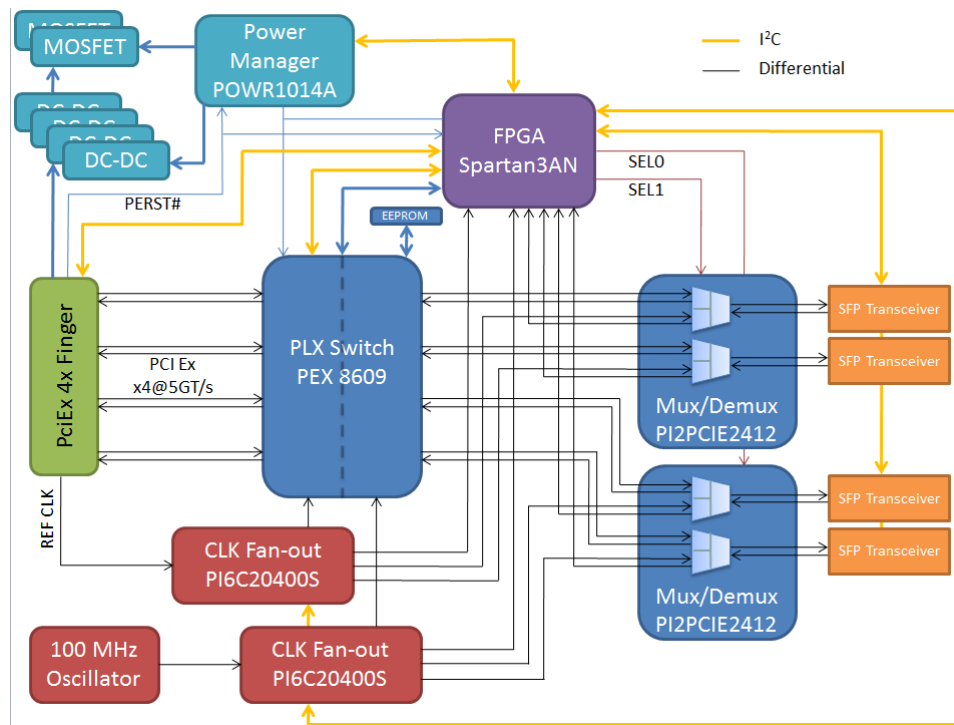 MOSFET
MOSFET
Power
Manager
POWR1014A
I²C
Differential
DC-DC
DC-DC
DC-DC
DC-DC
FPGA
Spartan3AN
SEL0
SEL1
PERST#
EEPROM
PciEx 4x Finger
PLX Switch
PEX 8609
PCI Ex
x4@5GT/s
SFP Transceiver
SFP Transceiver
Mux/Demux
PI2PCIE2412
SFP Transceiver
SFP Transceiver
Mux/Demux
PI2PCIE2412
REF CLK
CLK Fan-out
PI6C20400S
100 MHz
Oscillator
CLK Fan-out
PI6C20400S